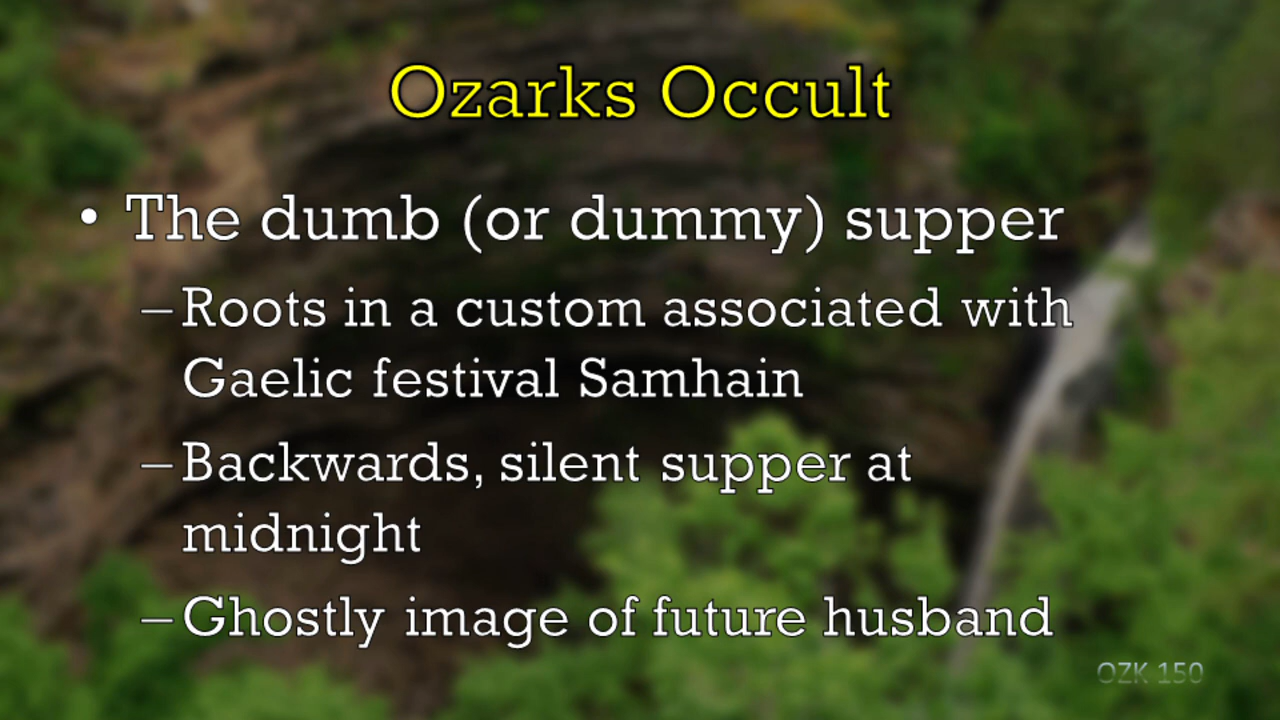 Ozarks Occult
• The dumb (or dummy) supper
– Roots in a custom associated with
Gaelic festival Samhain
– Backwards, silent supper at
midnight
– Ghostly image of future husband
OZK 150